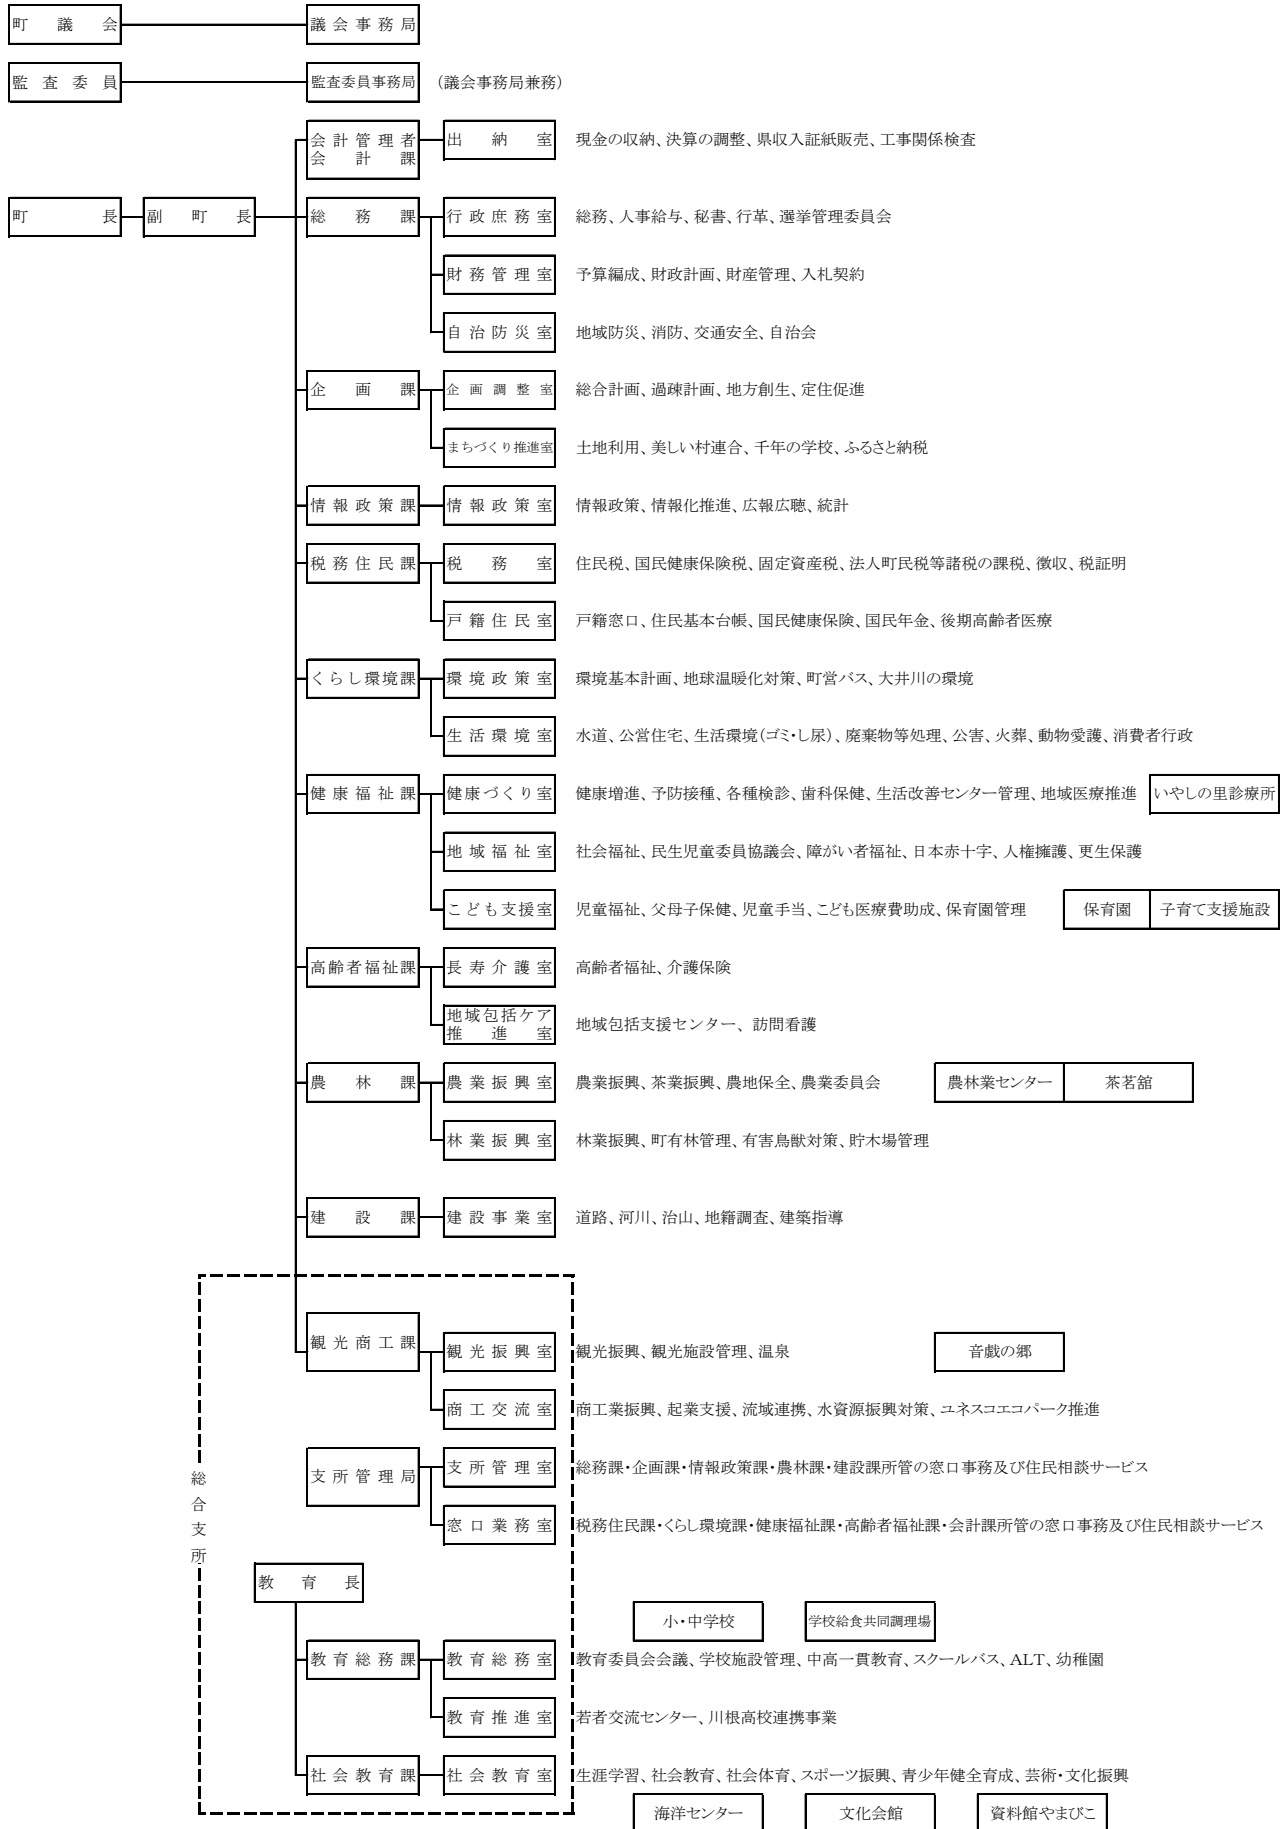 町議会 議会事務局
監査委員 監査委員事務局 (議会事務局兼務)
会計管理者
会計課
出納室 現金の収納、決算の調整、県収入証紙販売、工事関係検査
町長 副町長 総務課 行政庶務室 総務、人事給与、秘書、行革、選挙管理委員会
財務管理室 予算編成、財政計画、財産管理、入札契約
自治防災室 地域防災、消防、交通安全、自治会
企画課 企画調整室 総合計画、過疎計画、地方創生、定住促進
まちづくり推進室 土地利用、美しい村連合、千年の学校、ふるさと納税
情報政策課 情報政策室 情報政策、情報化推進、広報広聴、統計
税務住民課 税務室 住民税、国民健康保険税、固定資産税、法人町民税等諸税の課税、徴収、税証明
戸籍住民室 戸籍窓口、住民基本台帳、国民健康保険、国民年金、後期高齢者医療
くらし環境課 環境政策室 環境基本計画、地球温暖化対策、町営バス、大井川の環境
生活環境室 水道、公営住宅、生活環境(ゴミ・し尿)、廃棄物等処理、公害、火葬、動物愛護、消費者行政
健康福祉課 健康づくり室 健康増進、予防接種、各種検診、歯科保健、生活改善センター管理、地域医療推進 いやしの里診療所
地域福祉室 社会福祉、民生児童委員協議会、障がい者福祉、日本赤十字、人権擁護、更生保護
こども支援室 児童福祉、父母子保健、児童手当、こども医療費助成、保育園管理 保育園 子育て支援施設
高齢者福祉課 長寿介護室 高齢者福祉、介護保険
地域包括ケア
推進室
地域包括支援センター、訪問看護
農林課 農業振興室 農業振興、茶業振興、農地保全、農業委員会 農林業センター 茶茗舘
林業振興室 林業振興、町有林管理、有害鳥獣対策、貯木場管理
建設課 建設事業室 道路、河川、治山、地籍調査、建築指導
観光商工課 観光振興室 観光振興、観光施設管理、温泉 音戯の郷
商工交流室 商工業振興、起業支援、流域連携、水資源振興対策、ユネスコエコパーク推進
支所管理局 支所管理室 総務課・企画課・情報政策課・農林課・建設課所管の窓口事務及び住民相談サービス
総合支所
窓口業務室 税務住民課・くらし環境課・健康福祉課・高齢者福祉課・会計課所管の窓口事務及び住民相談サービス
教育長
小・中学校 学校給食共同調理場
教育総務課 教育総務室 教育委員会会議、学校施設管理、中高一貫教育、スクールバス、ALT、幼稚園
教育推進室 若者交流センター、川根高校連携事業
社会教育課 社会教育室 生涯学習、社会教育、社会体育、スポーツ振興、青少年健全育成、芸術・文化振興
海洋センター 文化会館 資料館やまびこ